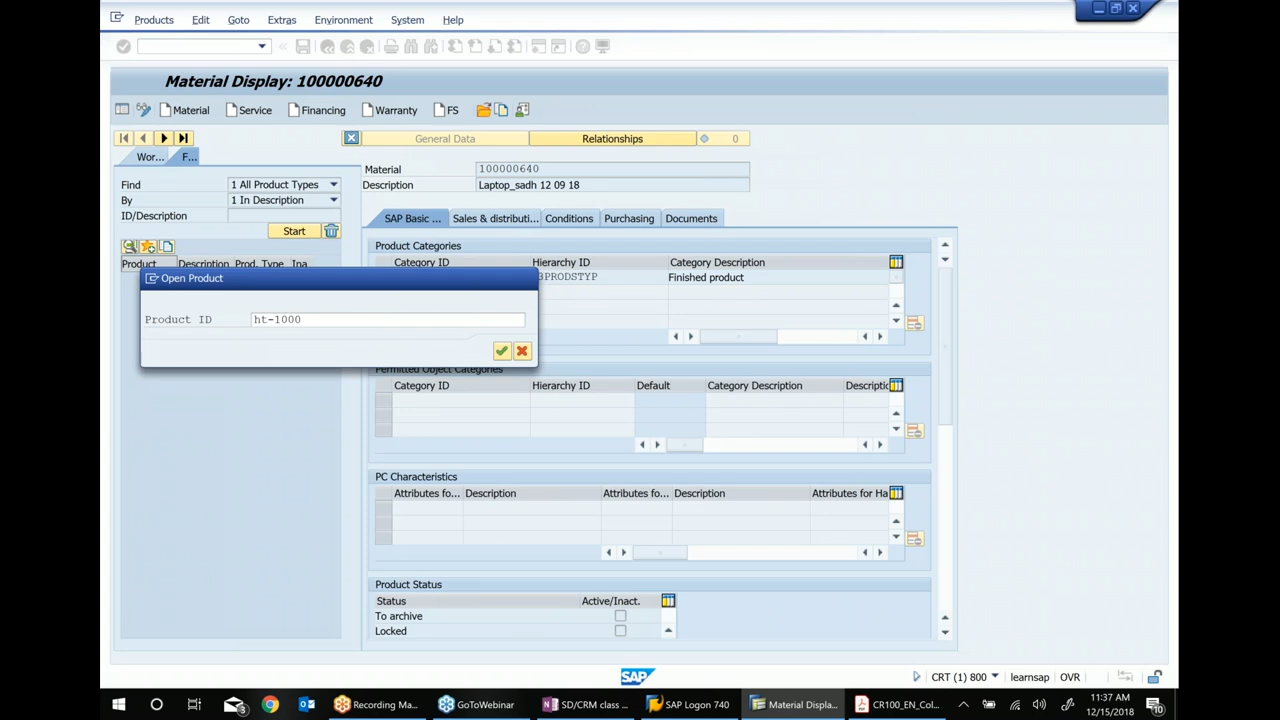 Products Edit Goto Extras Environment System Help
Material Display: 100000640
Material Service Financing Warranty FS
General Data Relationships 0
Wor... F...
Material 100000640
Description Laptop_sadh 12 09 18
Find 1 All Product Types
By 1 In Description
ID/Description
Start
SAP Basic ... Sales & distributi... Conditions Purchasing Documents
Product Description Prod. Type Ina
Product Categories
Category ID Hierarchy ID Category Description
3PRODSTYP Finished product
Open Product
Product ID ht-1000
Permitted Object Categories
Category ID Hierarchy ID Default Category Description Descriptic
PC Characteristics
Attributes fo... Description Attributes fo... Description Attributes for Ha
Product Status
Status Active/Inact.
To archive
Locked
SAP
CRT (1) 800 learnsap OVR
Recording Ma... GoToWebinar SD/CRM class ... SAP Logon 740 Material Displa... CR100_EN_Col...
11:37 AM
12/15/2018